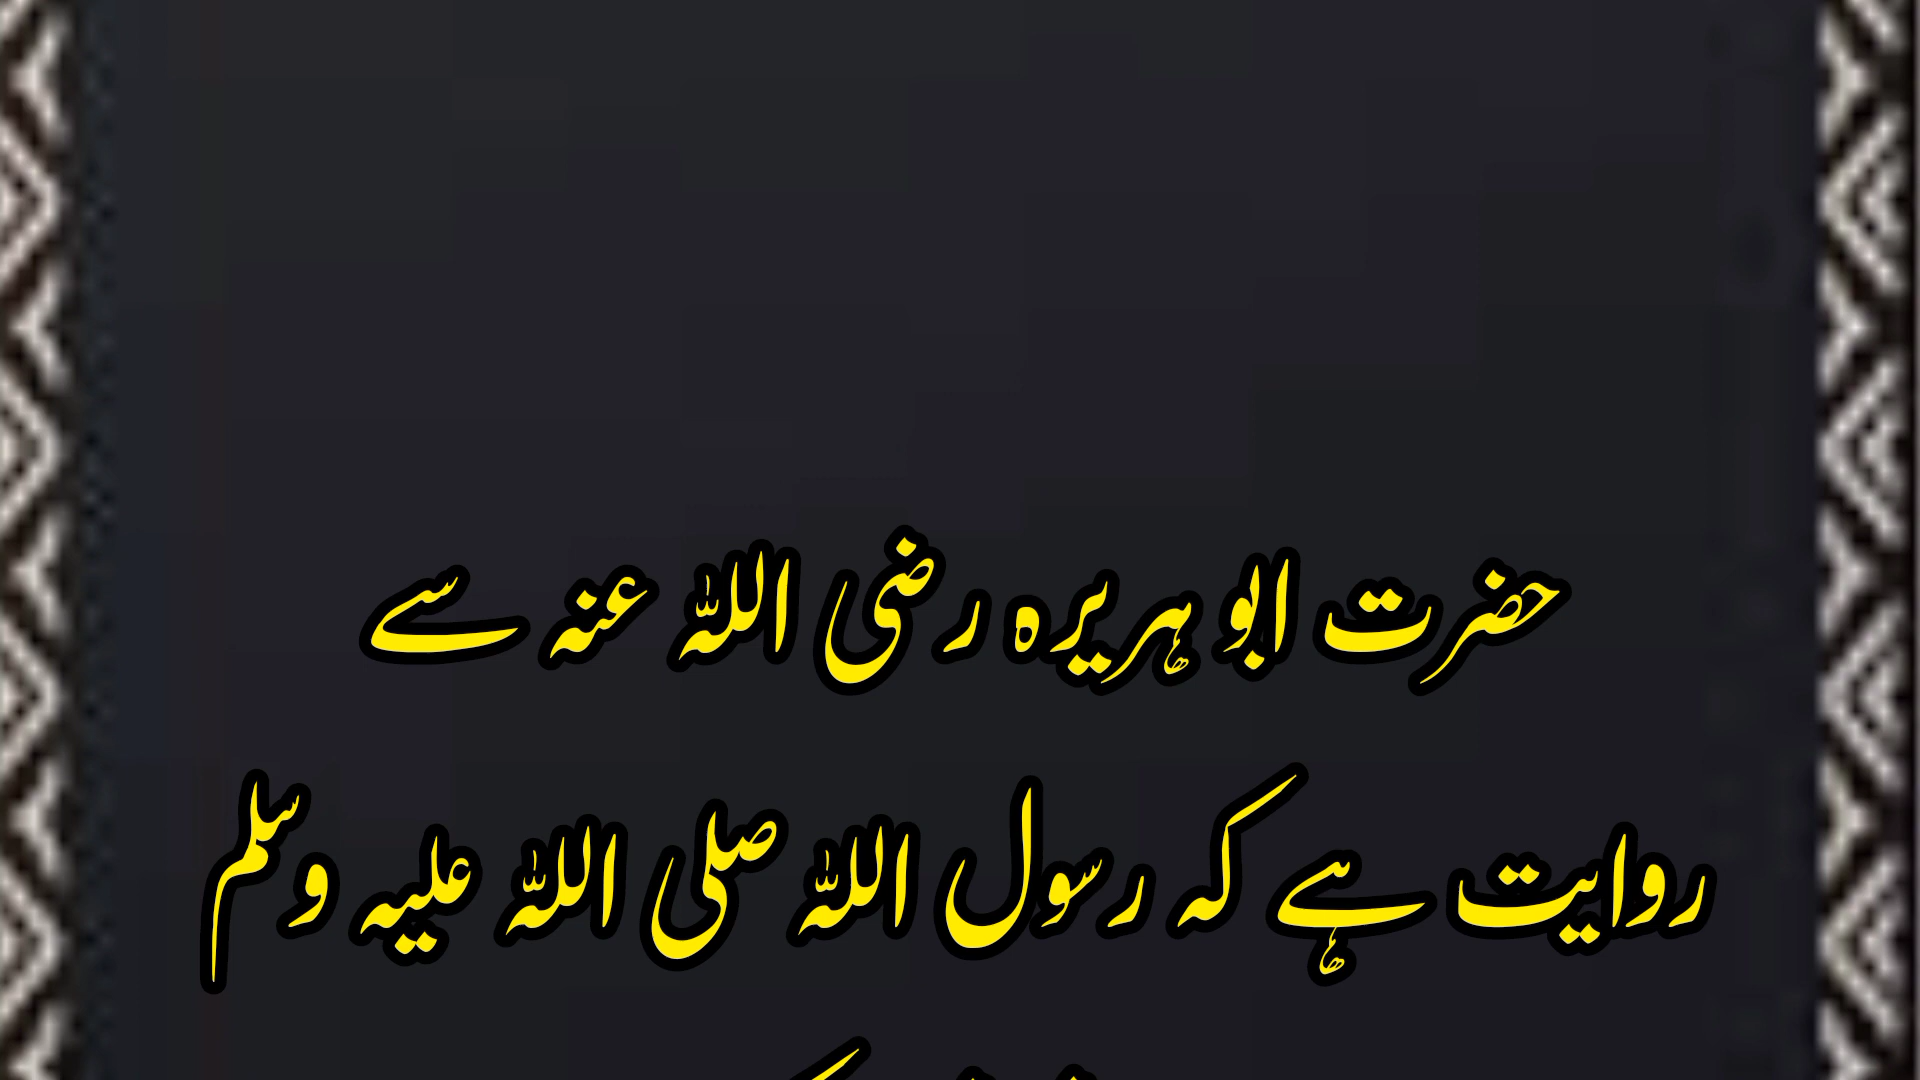 حضرت ابو ہریرہ رضی اللہ عنہ سے
روایت ہے کہ رسول اللہ صلی اللہ علیہ وسلم